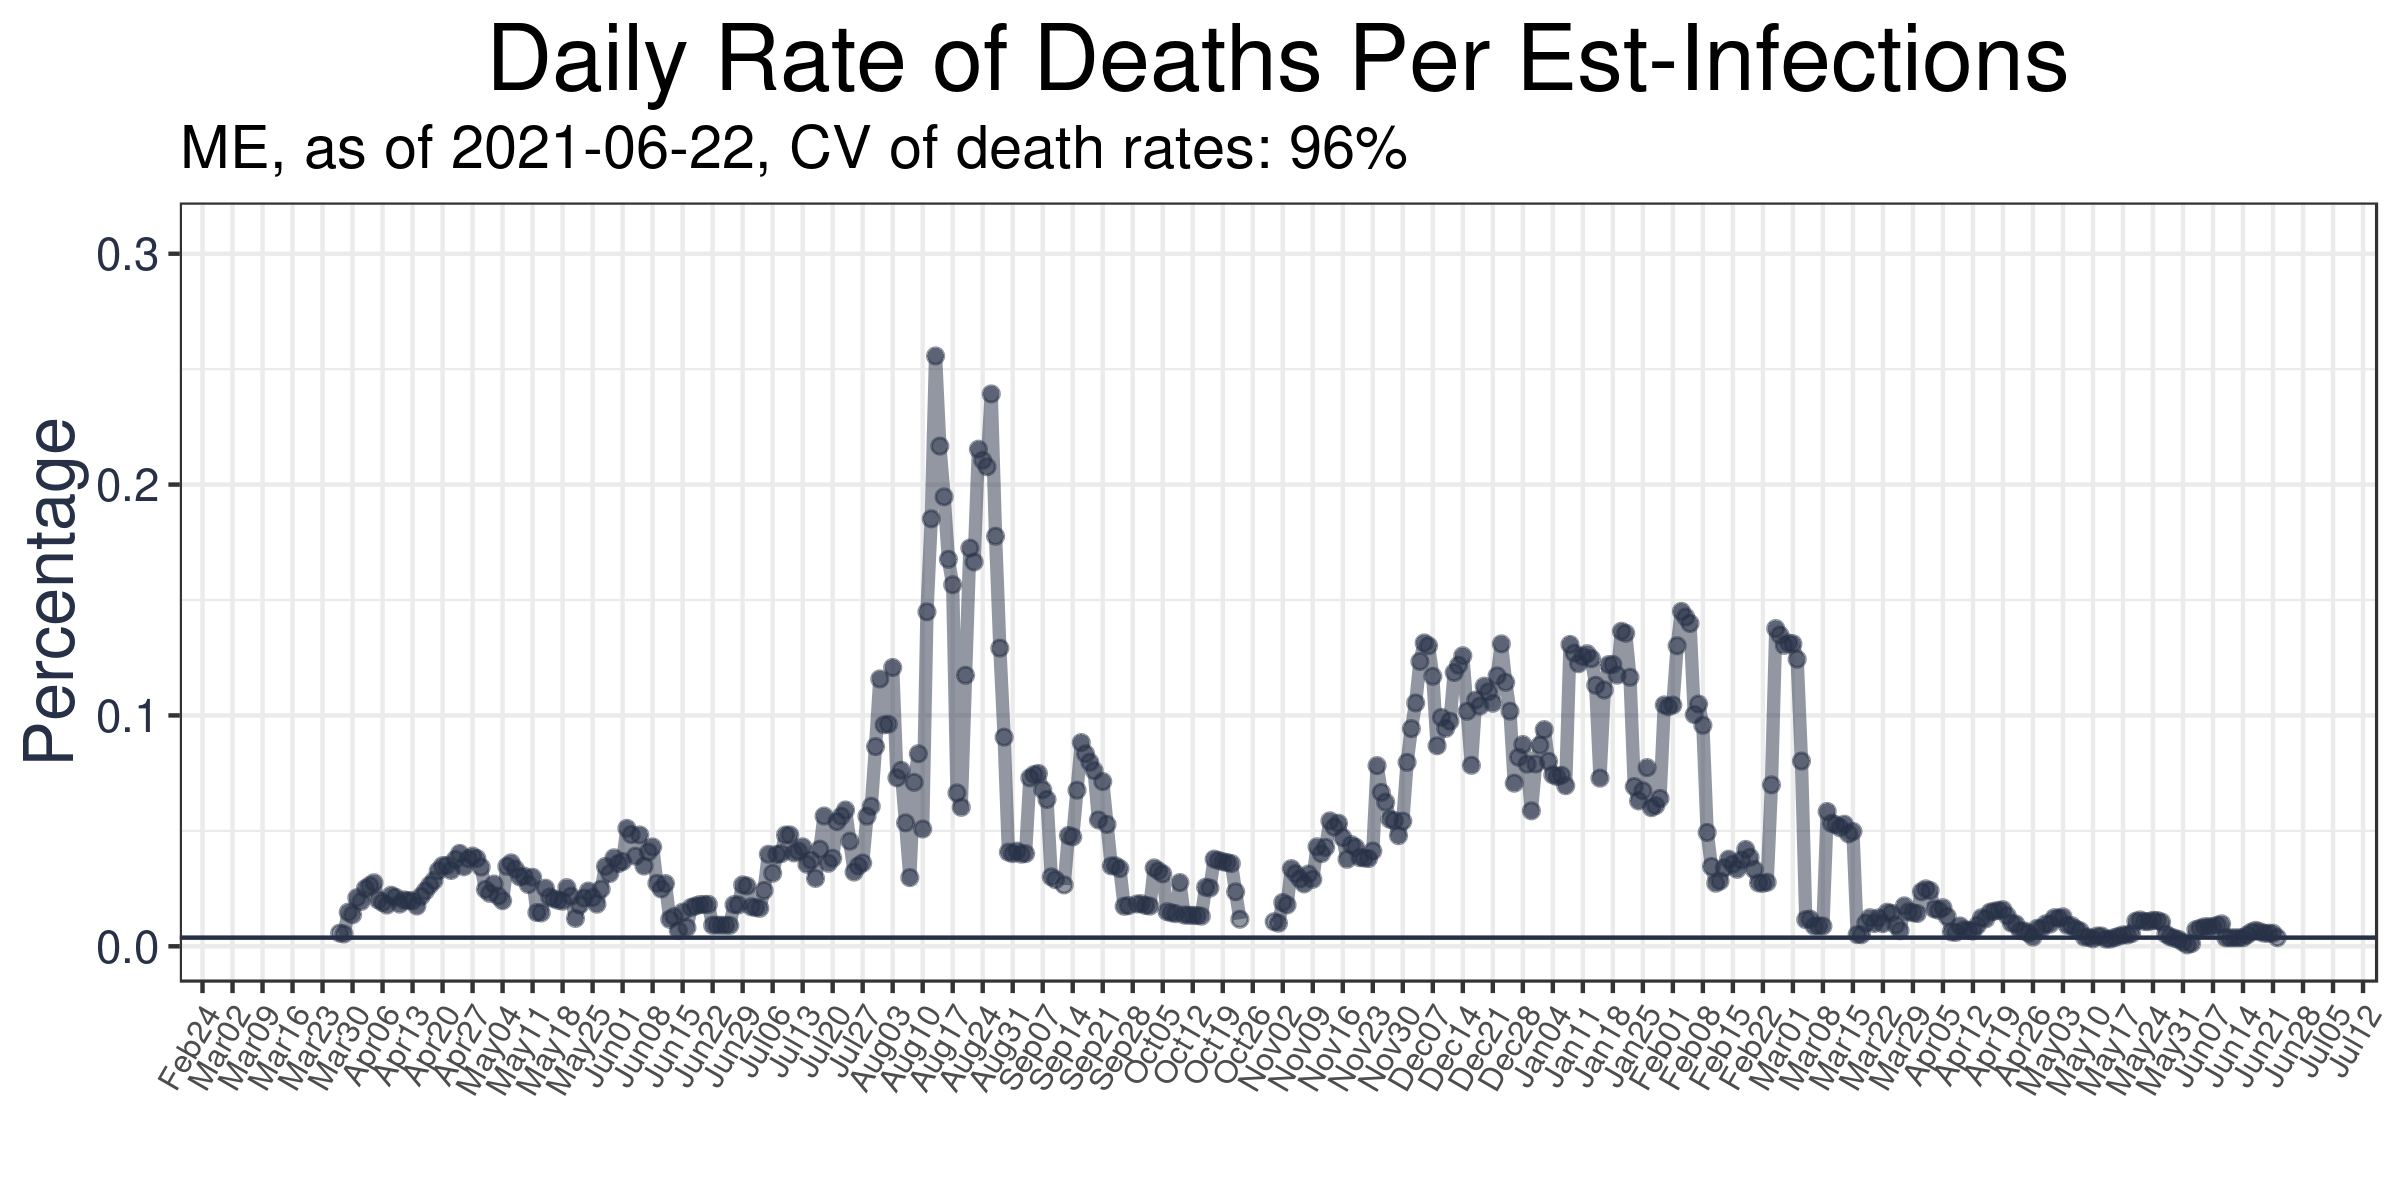 Daily Rate of Deaths Per Est-Infections
ME, as of 2021-06-22, CV of death rates: 96%
Percentage
0.3
0.2
0.1
0.0
Feb24
Mar02
Mar09
Mar16
Mar23
Mar30
Apr06
Apr13
Apr20
Apr27
May04
May11
May18
May25
Jun01
Jun08
Jun15
Jun22
Jun29
Jul06
Jul13
Jul20
Jul27
Aug03
Aug10
Aug17
Aug24
Aug31
Sep07
Sep14
Sep21
Sep28
Oct05
Oct12
Oct19
Oct26
Nov02
Nov09
Nov16
Nov23
Nov30
Dec07
Dec14
Dec21
Dec28
Dec04
Jan11
Jan18
Jan25
Feb01
Feb08
Feb15
Feb22
Mar01
Mar08
Mar15
Mar22
Mar29
Apr05
Apr12
Apr19
Apr26
May03
May10
May17
May24
May31
May07
Jun14
Jun21
Jun28
Jul05
Jul12